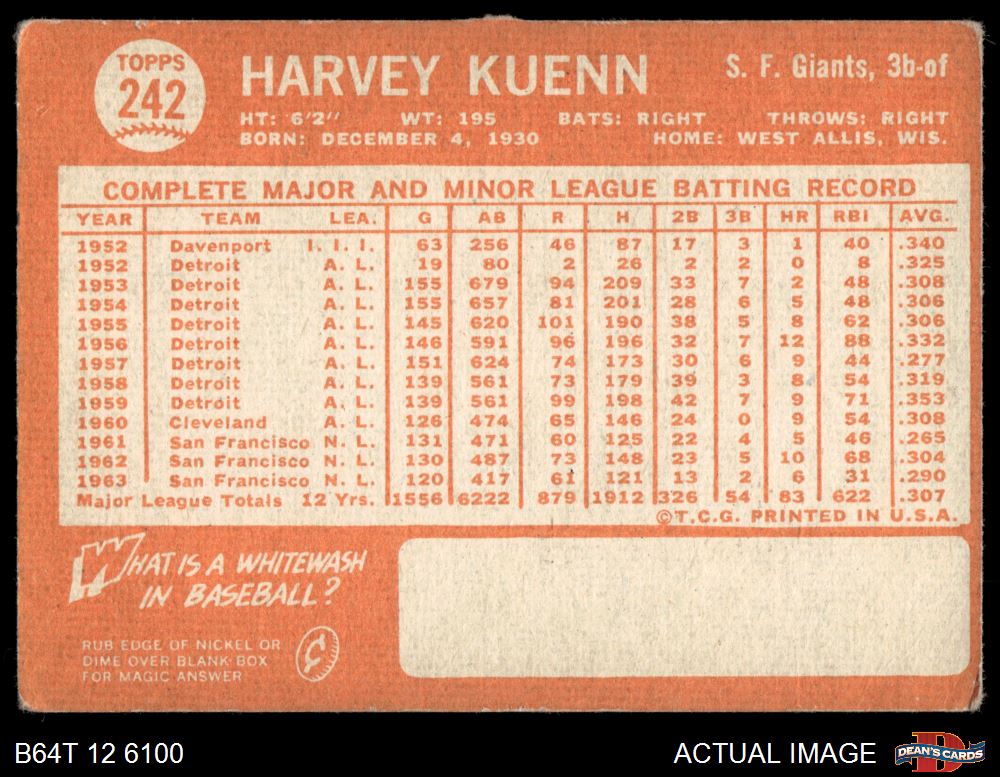 TOPPS
242
HARVEY KUENN
S. F. Giants, 3b-of
HT: 6'2" WT: 195 BATS: RIGHT THROWS: RIGHT
BORN: DECEMBER 4, 1930 HOME: WEST ALLIS, WIS.
COMPLETE MAJOR AND MINOR LEAGUE BATTING RECORD
YEAR TEAM LEA. G AB R H 2B 3B HR RBI AVG.
1952 Davenport I. I. I. 63 256 46 87 17 3 1 40 .340
1952 Detroit A. L. 19 80 2 26 2 2 0 8 .325
1953 Detroit A. L. 155 679 94 209 33 7 2 48 .308
1954 Detroit A. L. 155 657 81 201 28 6 5 48 .306
1955 Detroit A. L. 145 620 101 190 38 5 8 62 .306
1956 Detroit A. L. 146 591 96 196 32 7 12 88 .332
1957 Detroit A. L. 151 624 74 173 30 6 9 44 .277
1958 Detroit A. L. 139 561 73 179 39 3 8 54 .319
1959 Detroit A. L. 139 561 99 198 42 7 9 71 .353
1960 Cleveland A. L. 126 474 65 146 24 0 9 54 .308
1961 San Francisco N. L. 131 471 60 125 22 4 5 46 .265
1962 San Francisco N. L. 130 487 73 148 23 5 10 68 .304
1963 San Francisco N. L. 120 417 61 121 13 2 6 31 .290
Major League Totals 12 Yrs. 1556 6222 879 1912 326 54 83 622 .307
©T.C.G. PRINTED IN U.S.A.
WHAT IS A WHITEWASH
IN BASEBALL?
RUB EDGE OF NICKEL OR
DIME OVER BLANK BOX
FOR MAGIC ANSWER
¢
B64T 12 6100
ACTUAL IMAGE
D
DEAN'S CARDS